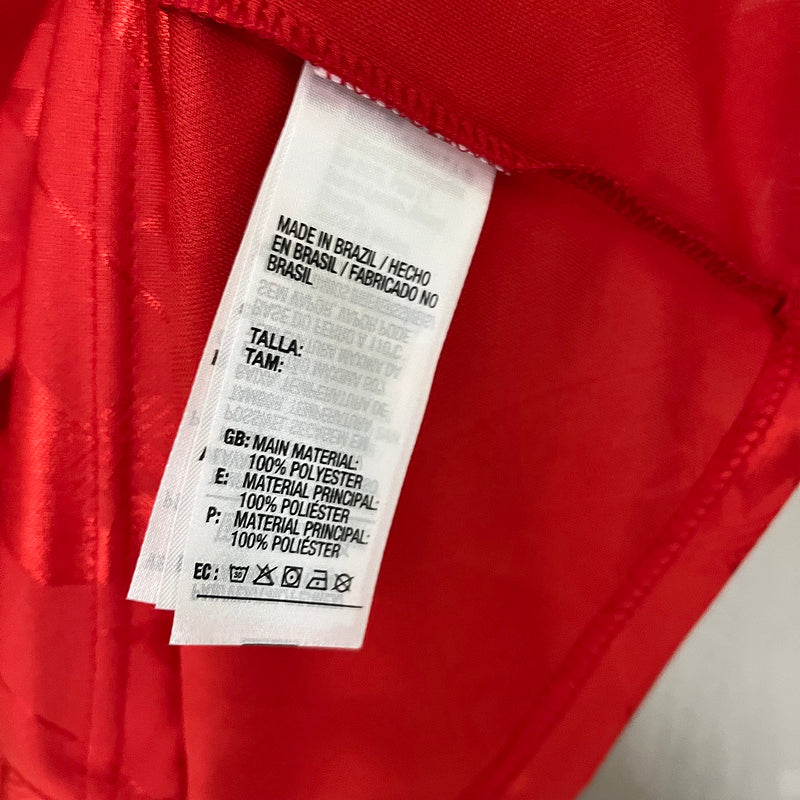 MADE IN BRAZIL / HECHO
EN BRASIL / FABRICADO NO
BRASIL
TALLA:
TAM:
GB: MAIN MATERIAL:
100% POLYESTER
E: MATERIAL PRINCIPAL:
100% POLIÉSTER
P: MATERIAL PRINCIPAL:
100% POLIÉSTER
EC: 30